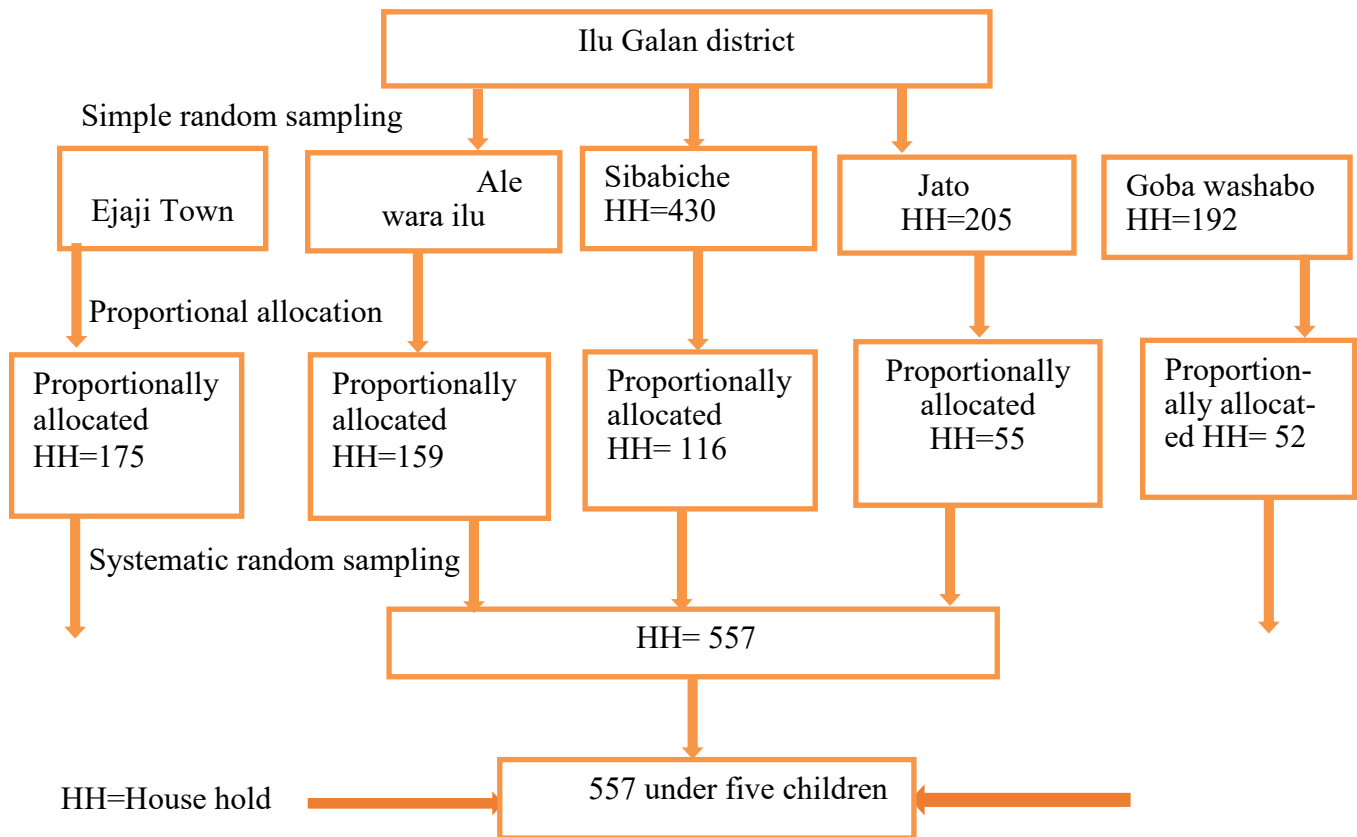 Ilu Galan district
Simple random sampling
Ejaji Town
Ale
wara ilu
Sibabiche
HH=430
Jato
HH=205
Goba washabo
HH=192
Proportional allocation
Proportionally
allocated
HH=175
Proportionally
allocated
HH=159
Proportionally
allocated
HH= 116
Proportionally
allocated
HH=55
Proportion-
ally allocat-
ed HH= 52
Systematic random sampling
HH= 557
557 under five children
HH=House hold